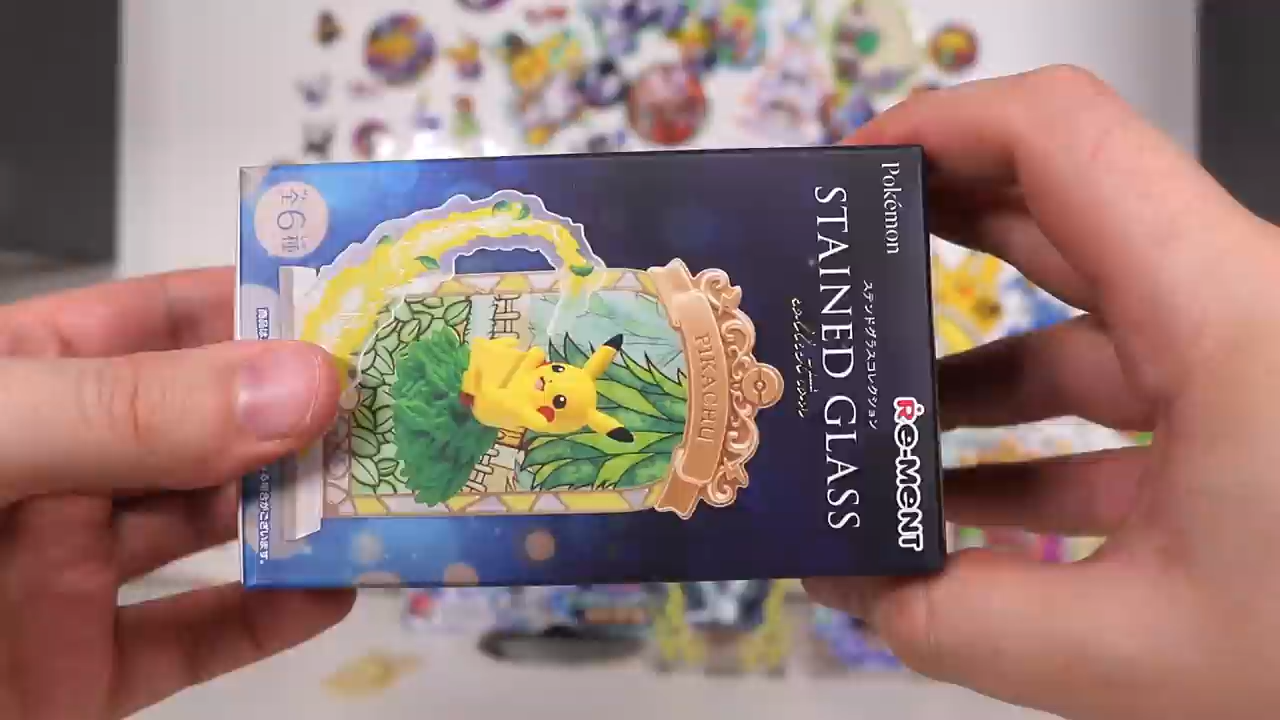 Pokémon
ステンドグラスコレクション
STAINED GLASS
collection
Re-MENT
PIKACHU
全6種